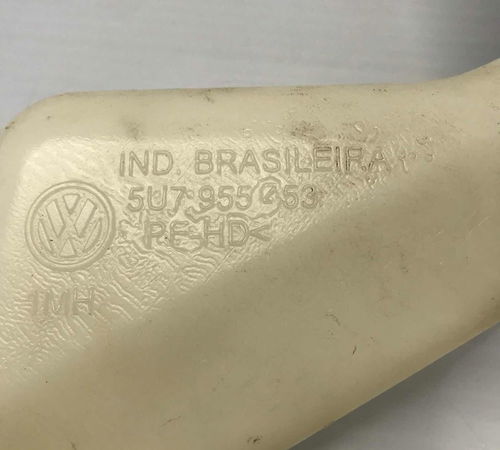 IND. BRASILEIRA
5U7 955 453
PE-HD<
IMH